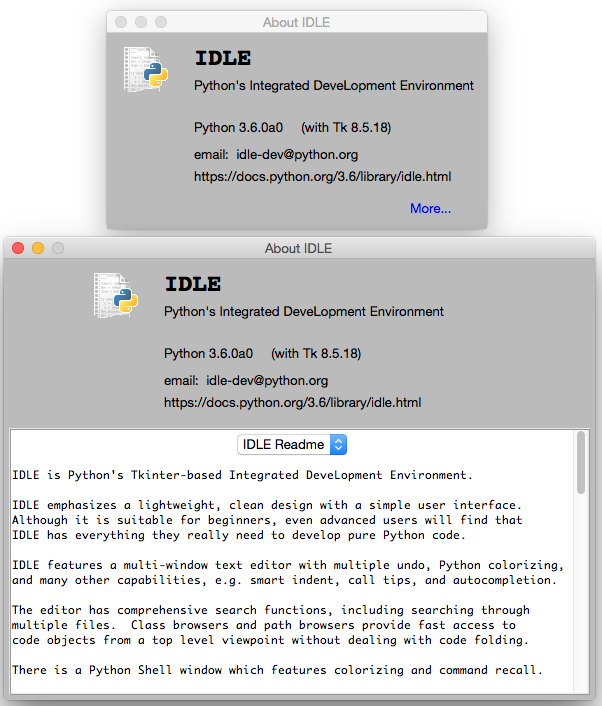 About IDLE
IDLE
Python's Integrated DeveLopment Environment
Python 3.6.0a0 (with Tk 8.5.18)
email: idle-dev@python.org
https://docs.python.org/3.6/library/idle.html
More...
About IDLE
IDLE
Python's Integrated DeveLopment Environment
Python 3.6.0a0 (with Tk 8.5.18)
email: idle-dev@python.org
https://docs.python.org/3.6/library/idle.html
IDLE Readme
IDLE is Python's Tkinter-based Integrated DeveLopment Environment.
IDLE emphasizes a lightweight, clean design with a simple user interface.
Although it is suitable for beginners, even advanced users will find that
IDLE has everything they really need to develop pure Python code.
IDLE features a multi-window text editor with multiple undo, Python colorizing,
and many other capabilities, e.g. smart indent, call tips, and autocompletion.
The editor has comprehensive search functions, including searching through
multiple files.  Class browsers and path browsers provide fast access to
code objects from a top level viewpoint without dealing with code folding.
There is a Python Shell window which features colorizing and command recall.